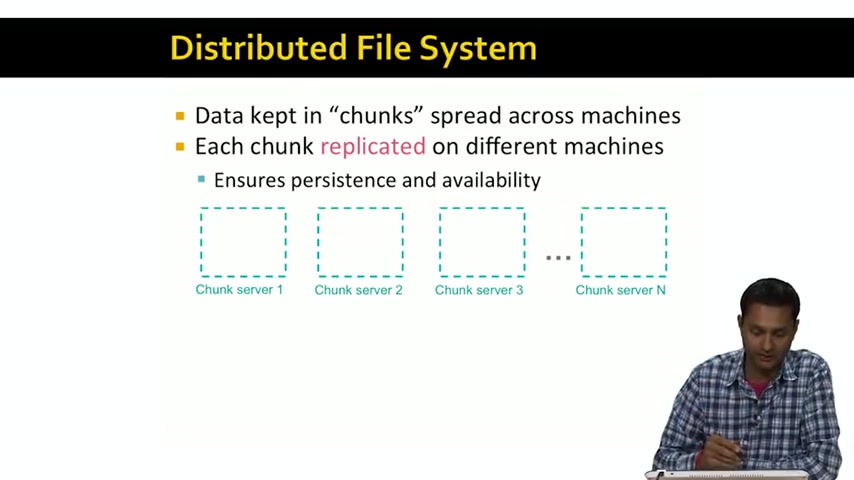 Distributed File System
Data kept in “chunks” spread across machines
Each chunk replicated on different machines
Ensures persistence and availability
...
Chunk server 1
Chunk server 2
Chunk server 3
Chunk server N